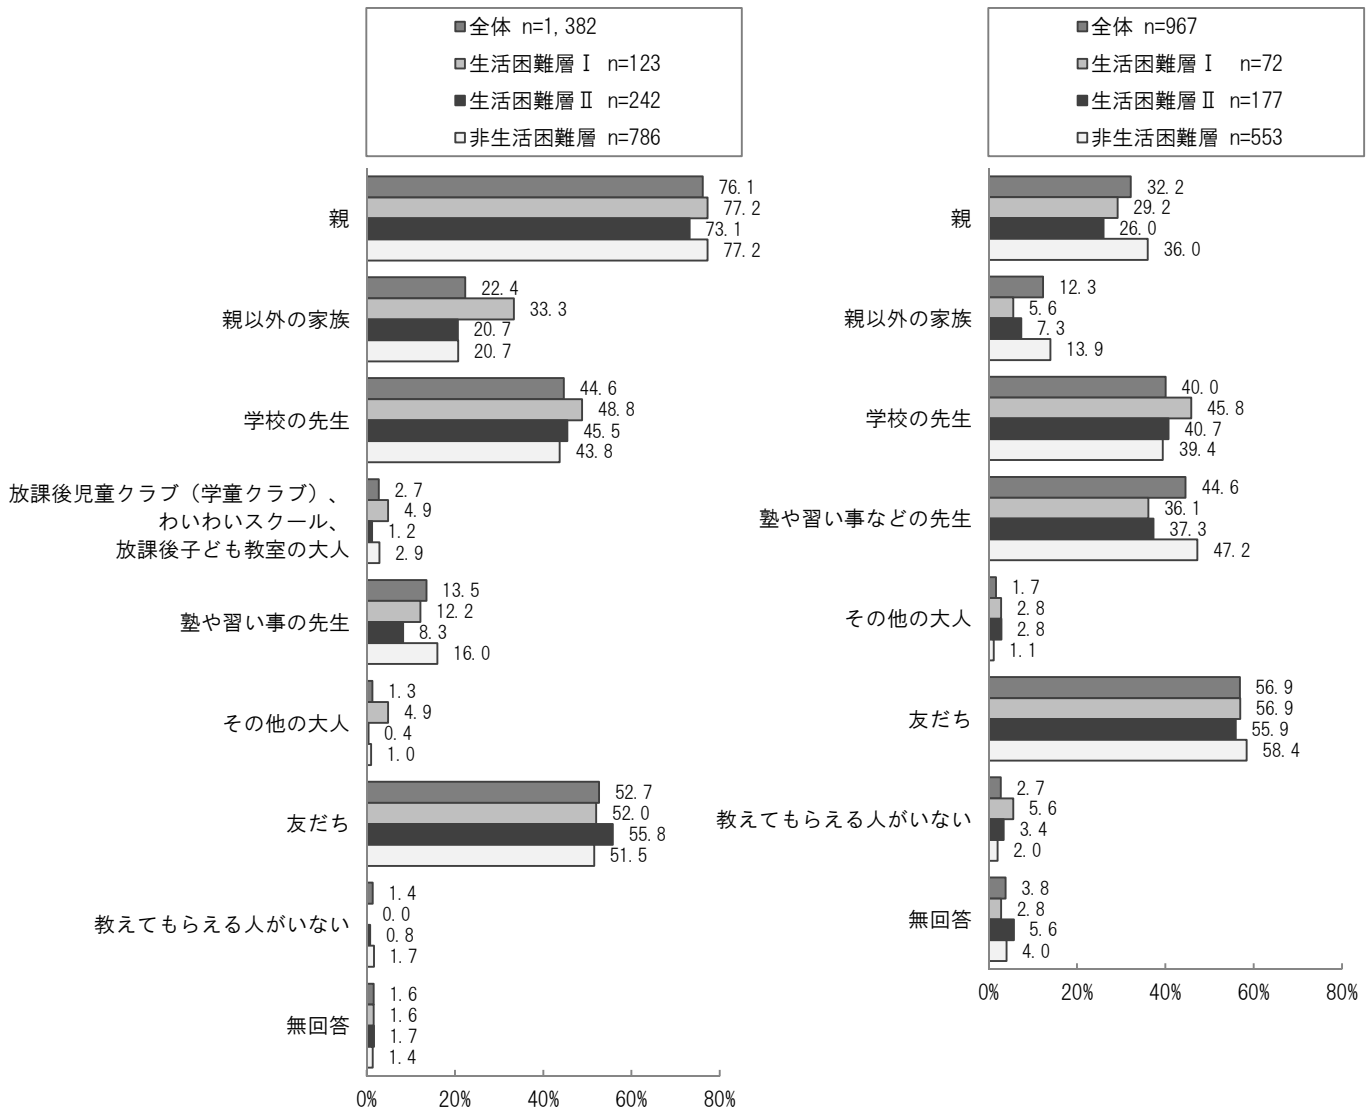 全体 n=1,382
生活困難層Ⅰ n=123
生活困難層Ⅱ n=242
非生活困難層 n=786
親
76.1
77.2
73.1
77.2
親以外の家族
22.4
33.3
20.7
20.7
学校の先生
44.6
48.8
45.5
43.8
放課後児童クラブ（学童クラブ）、
わいわいスクール、
放課後子ども教室の大人
2.7
4.9
1.2
2.9
塾や習い事の先生
13.5
12.2
8.3
16.0
その他の大人
1.3
4.9
0.4
1.0
友だち
52.7
52.0
55.8
51.5
教えてもらえる人がいない
1.4
0.0
0.8
1.7
無回答
1.6
1.6
1.7
1.4
0% 20% 40% 60% 80%
全体 n=967
生活困難層Ⅰ n=72
生活困難層Ⅱ n=177
非生活困難層 n=553
親
32.2
29.2
26.0
36.0
親以外の家族
12.3
5.6
7.3
13.9
学校の先生
40.0
45.8
40.7
39.4
塾や習い事などの先生
44.6
36.1
37.3
47.2
その他の大人
1.7
2.8
2.8
1.1
友だち
56.9
56.9
55.9
58.4
教えてもらえる人がいない
2.7
5.6
3.4
2.0
無回答
3.8
2.8
5.6
4.0
0% 20% 40% 60% 80%